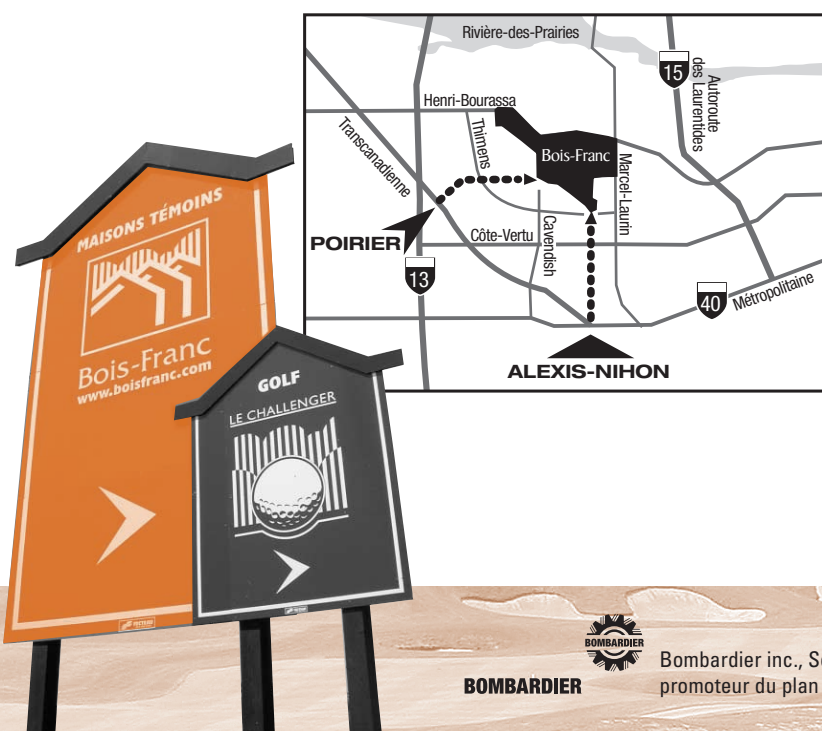 Rivière-des-Prairies
15
Autoroute
des Laurentides
Henri-Bourassa
Transcanadienne
Thimens
Bois-Franc
Marcel-Laurin
POIRIER
Côte-Vertu
Cavendish
13
40
Métropolitaine
ALEXIS-NIHON
MAISONS TÉMOINS
Bois-Franc
www.boisfranc.com
GOLF
LE CHALLENGER
BOMBARDIER
BOMBARDIER
Bombardier inc.,
promoteur du plan